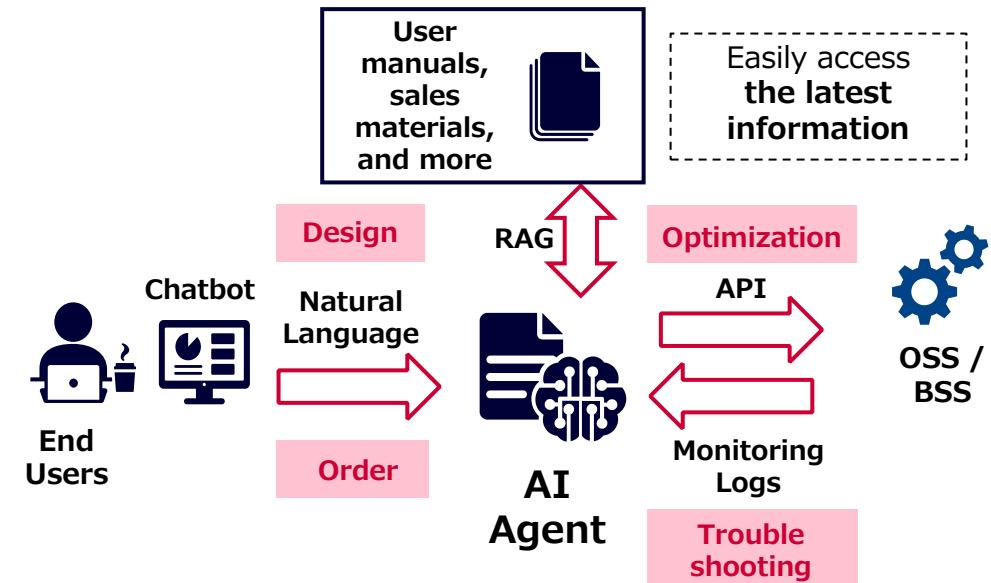 User
manuals,
sales
materials,
and more
Easily access
the latest
information
Design
RAG
Optimization
Chatbot
Natural
Language
API
OSS /
BSS
End
Users
Order
AI
Agent
Monitoring
Logs
Trouble
shooting